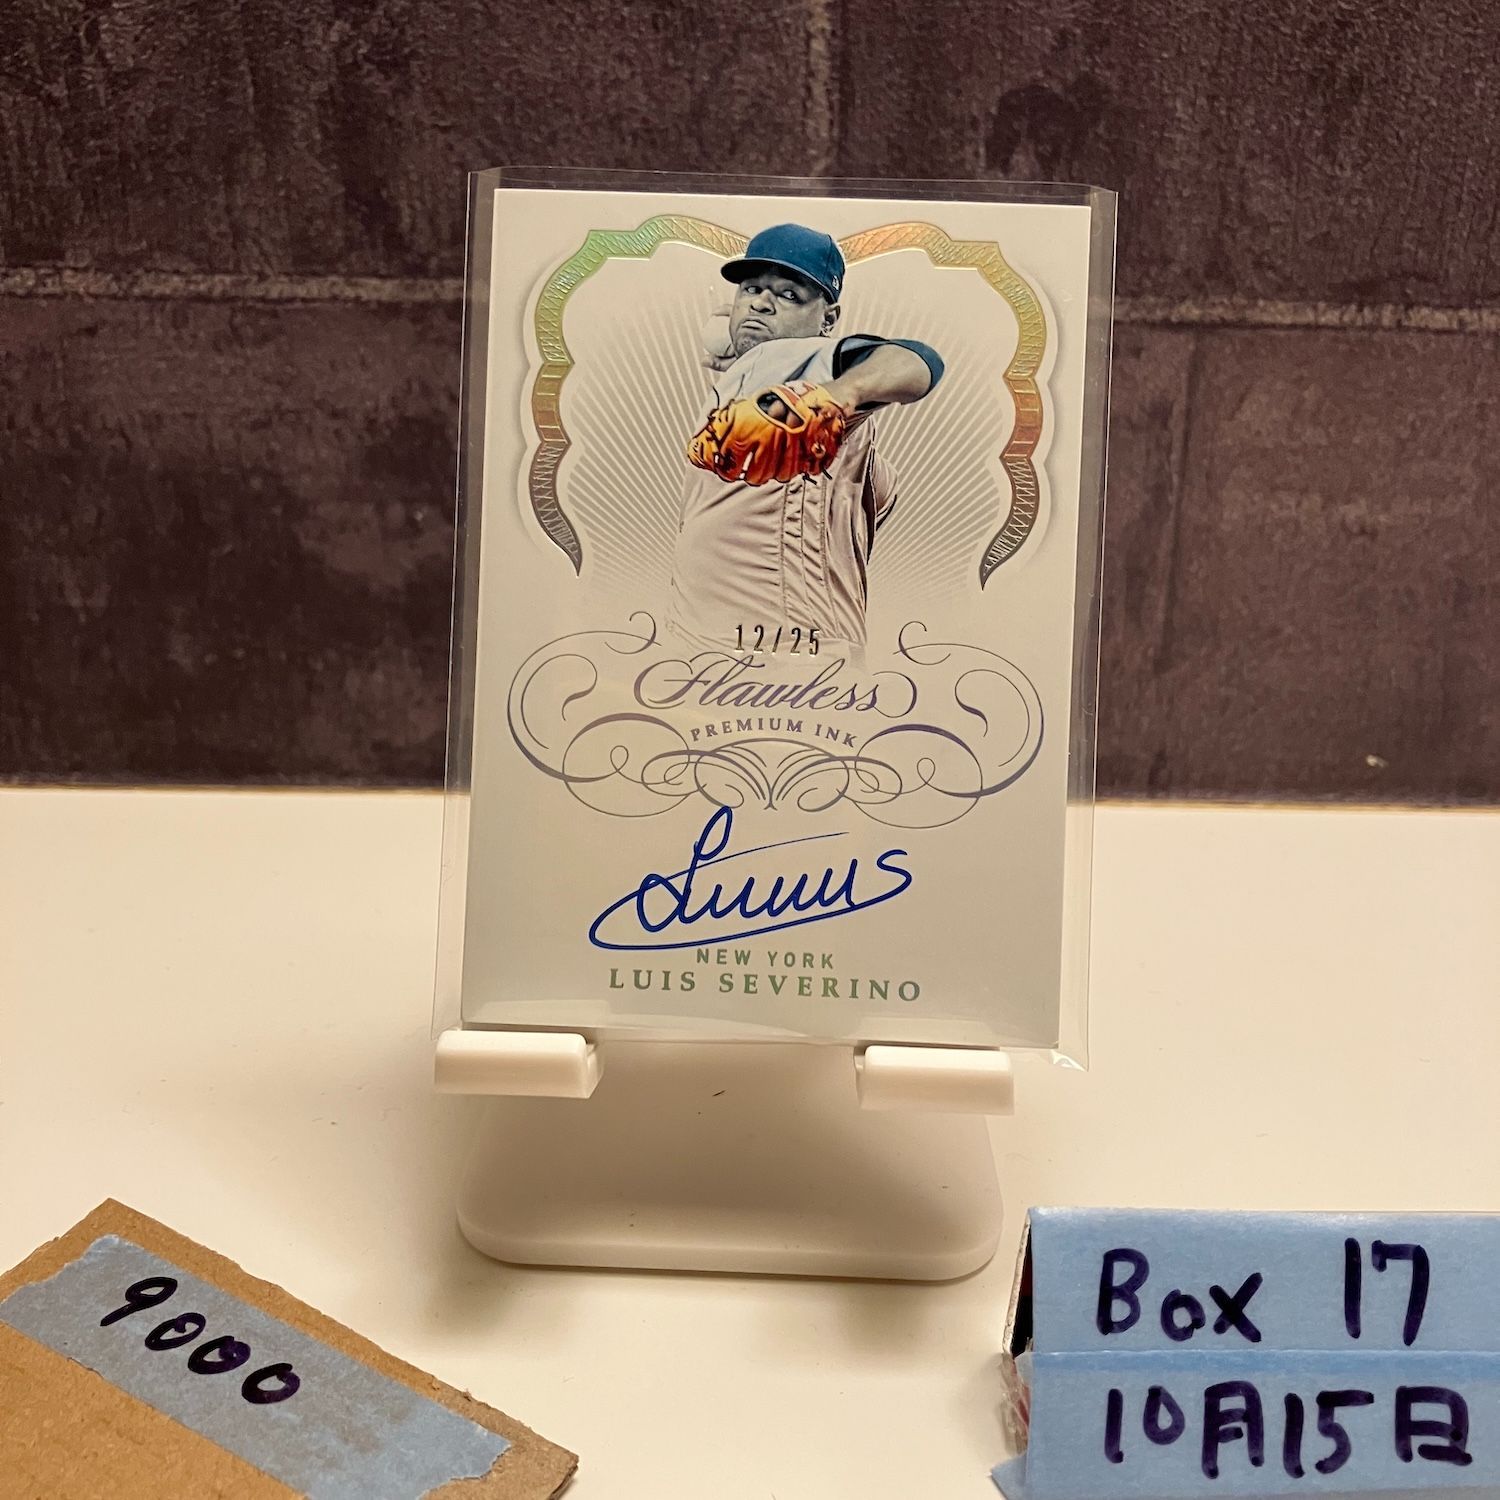 12/25
Flawless
PREMIUM INK
NEW YORK
LUIS SEVERINO
9000
Box 17
10月15日